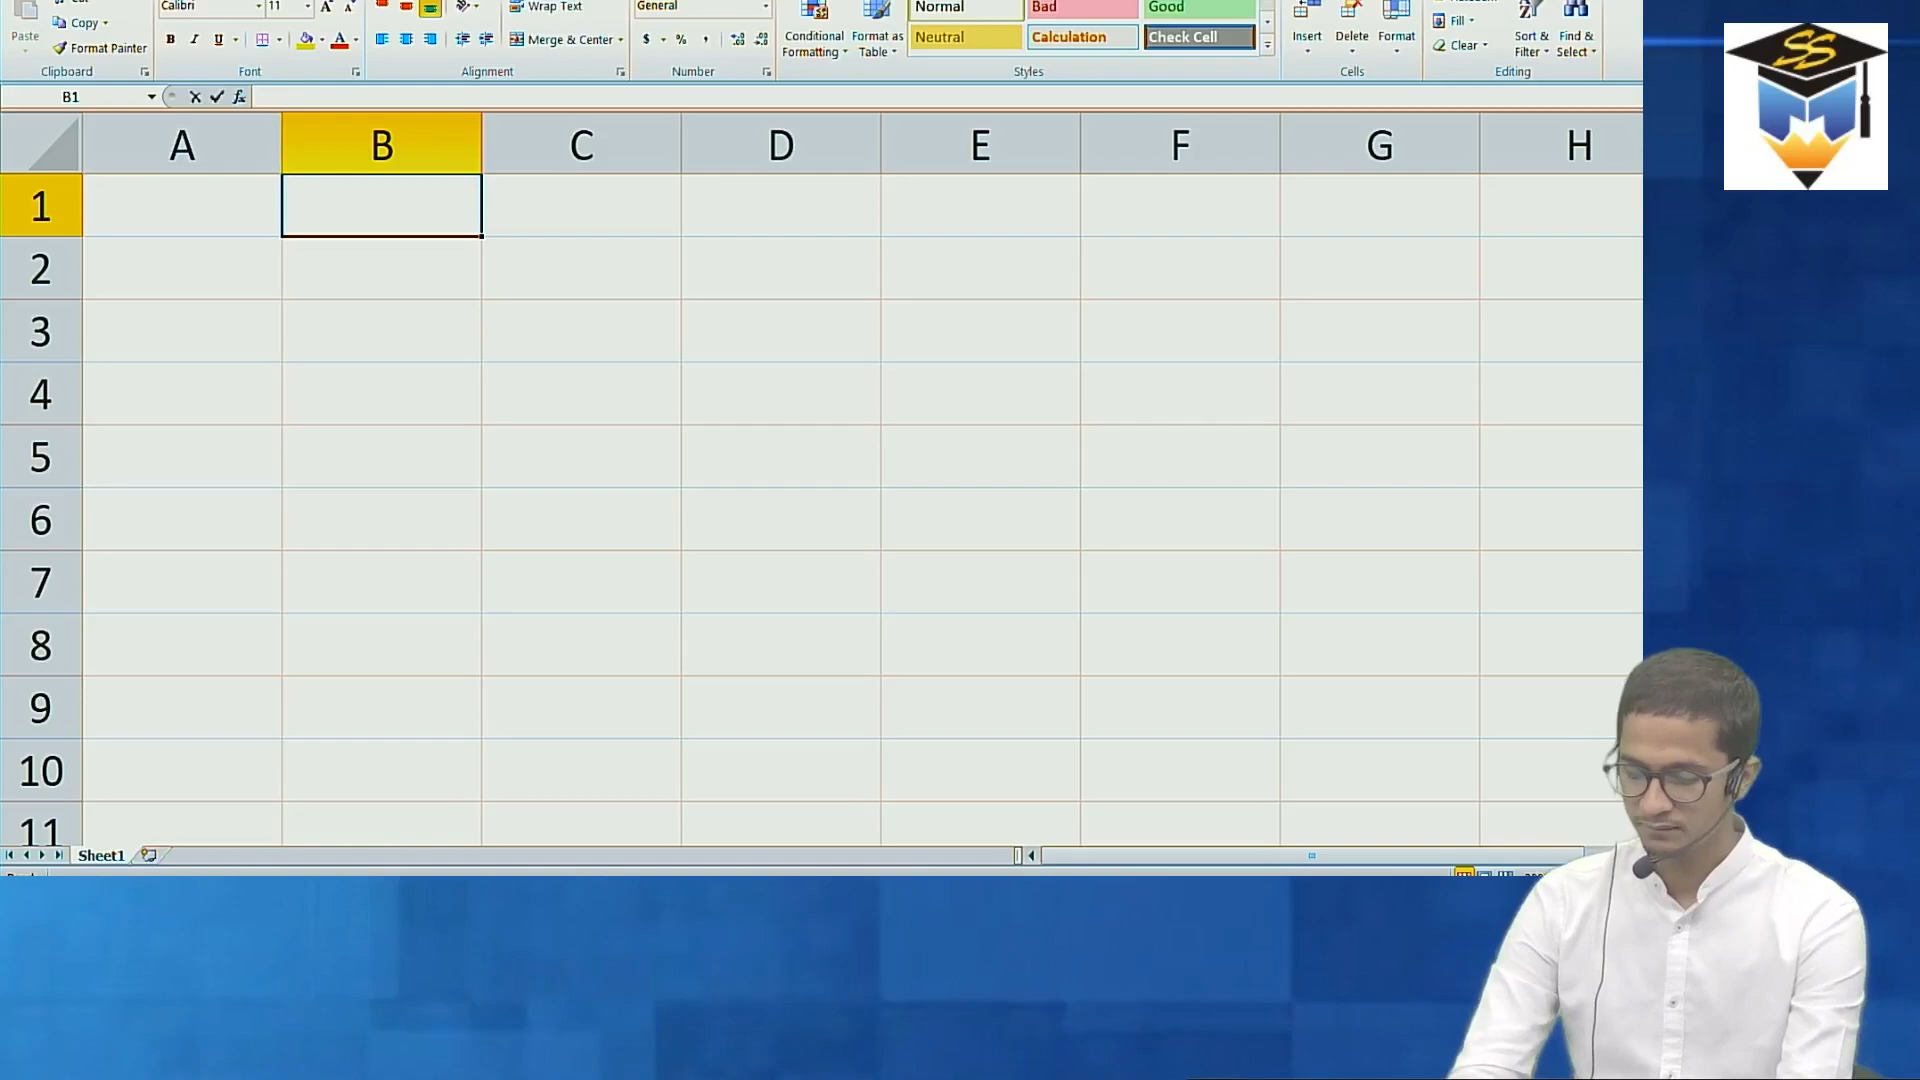 Calibri 11 Wrap Text General Normal Bad Good
Paste Copy Format Painter
B I U Merge & Center $ % , Conditional Formatting Format as Table Neutral Calculation Check Cell Insert Delete Format Fill Clear Sort & Filter Find & Select
Clipboard Font Alignment Number Styles Cells Editing
B1 fx
A B C D E F G H
1
2
3
4
5
6
7
8
9
10
11
Sheet1
SS